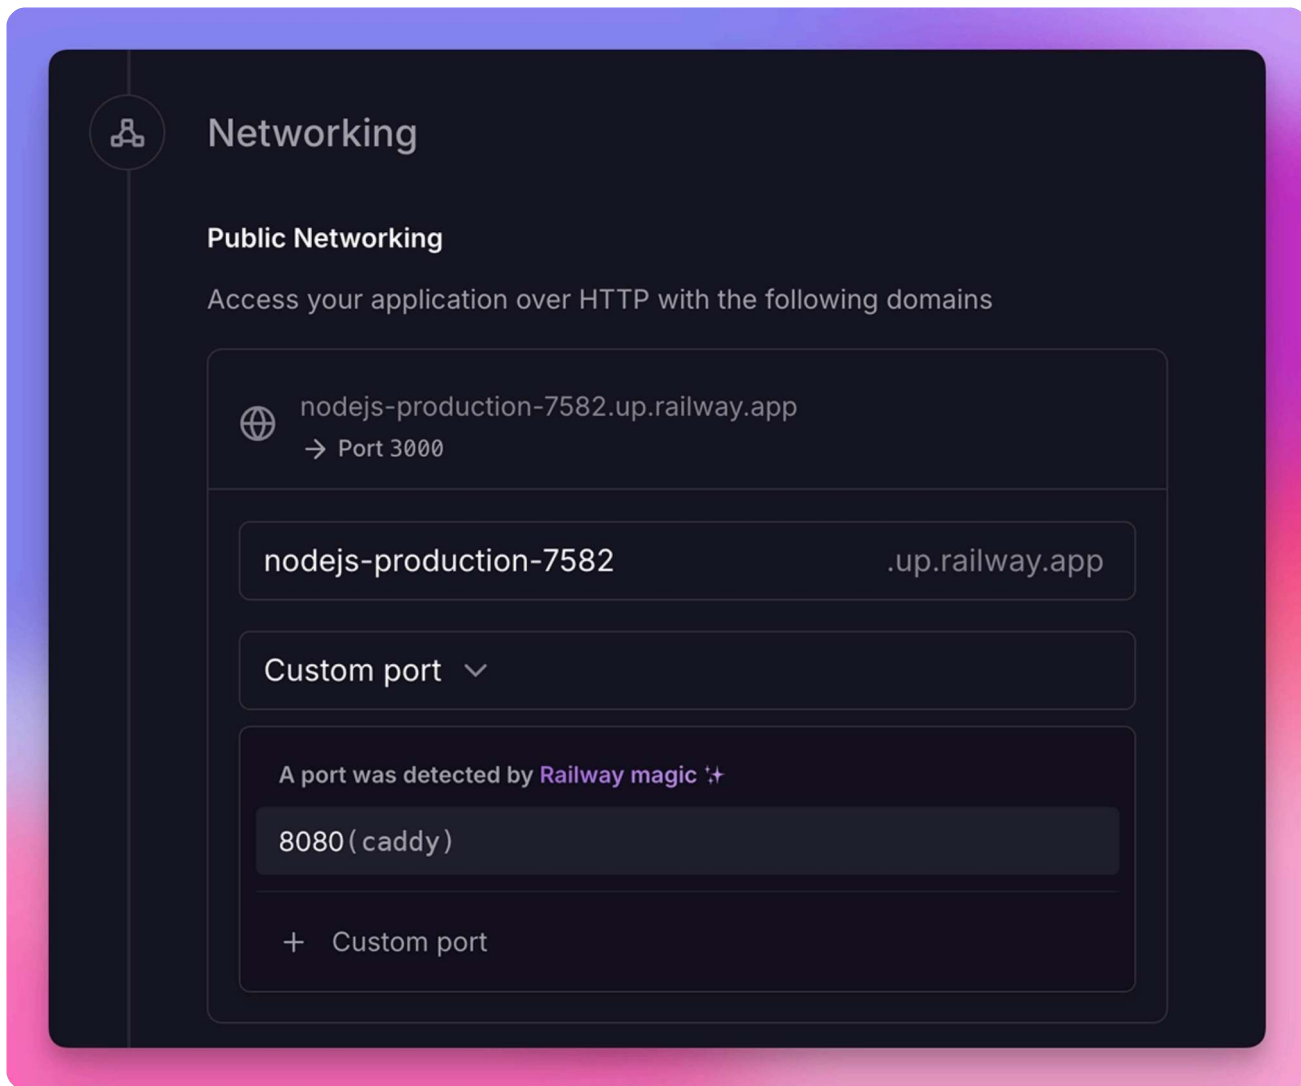 Networking
Public Networking
Access your application over HTTP with the following domains
nodejs-production-7582.up.railway.app
→ Port 3000
nodejs-production-7582 .up.railway.app
Custom port
A port was detected by Railway magic
8080(caddy)
+ Custom port